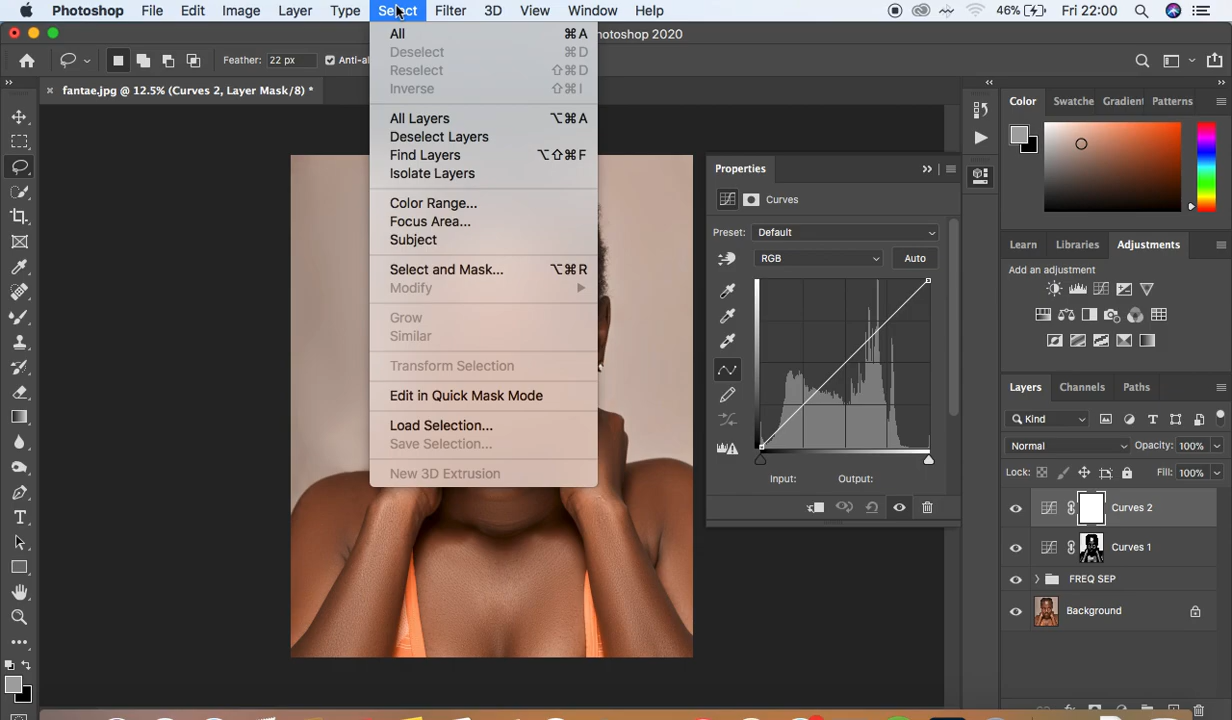 Photoshop File Edit Image Layer Type Select Filter 3D View Window Help 46% Fri 22:00
Photoshop 2020
Feather: 22 px Anti-al
fantae.jpg @ 12.5% (Curves 2, Layer Mask/8) *
All ⌘A
Deselect ⌘D
Reselect ⇧⌘D
Inverse ⇧⌘I
All Layers ⌥⌘A
Deselect Layers
Find Layers ⌥⇧⌘F
Isolate Layers
Color Range...
Focus Area...
Subject
Select and Mask... ⌥⌘R
Modify
Grow
Similar
Transform Selection
Edit in Quick Mask Mode
Load Selection...
Save Selection...
New 3D Extrusion
Properties
Curves
Preset: Default
RGB Auto
Input: Output:
Color Swatche Gradient Patterns
Learn Libraries Adjustments
Add an adjustment
Layers Channels Paths
Kind
Normal Opacity: 100%
Lock: Fill: 100%
Curves 2
Curves 1
FREQ SEP
Background